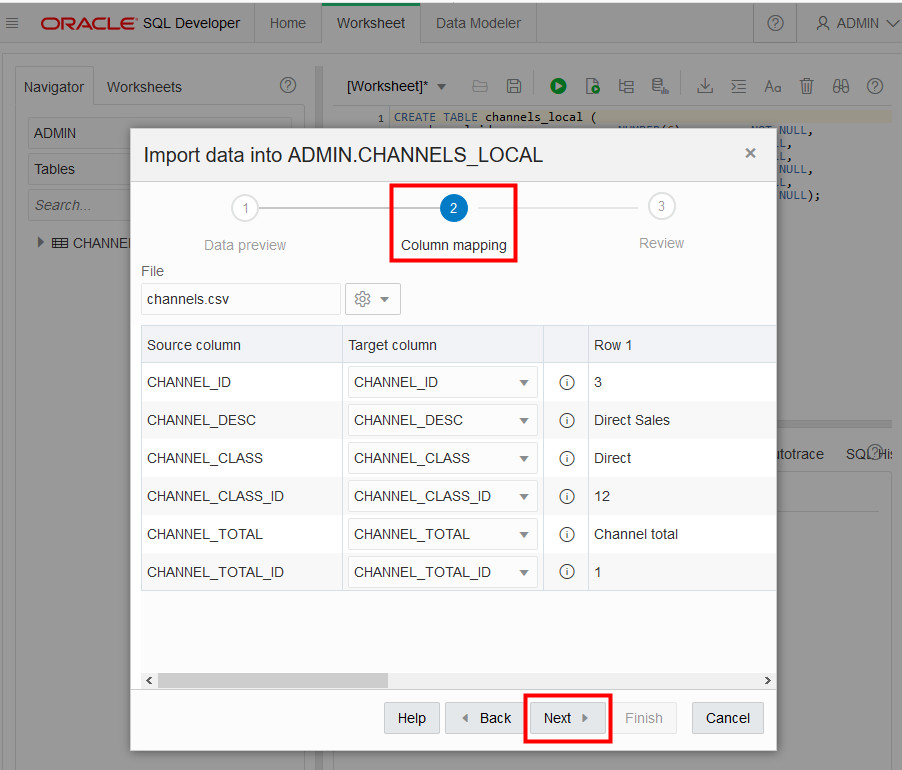 ORACLE SQL Developer Home Worksheet Data Modeler ? ADMIN
Navigator Worksheets ?
[Worksheet]* Aa ?
ADMIN
Tables
Search...
CHANNEL
1 CREATE TABLE channels_local (
NULL,
NULL,
NULL);
Import data into ADMIN.CHANNELS_LOCAL ×
1 2 3
Data preview Column mapping Review
File
channels.csv
Source column Target column Row 1
CHANNEL_ID CHANNEL_ID 3
CHANNEL_DESC CHANNEL_DESC Direct Sales
CHANNEL_CLASS CHANNEL_CLASS Direct
CHANNEL_CLASS_ID CHANNEL_CLASS_ID 12
CHANNEL_TOTAL CHANNEL_TOTAL Channel total
CHANNEL_TOTAL_ID CHANNEL_TOTAL_ID 1
utotrace SQL His
Help Back Next Finish Cancel